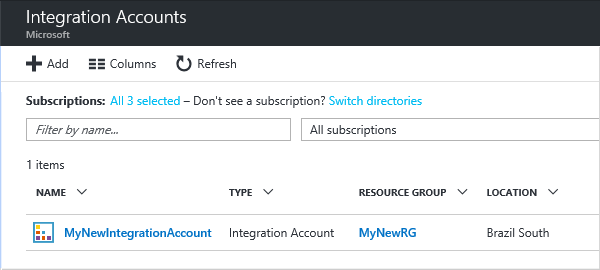 Integration Accounts
Microsoft
Add Columns Refresh
Subscriptions: All 3 selected – Don't see a subscription? Switch directories
Filter by name... All subscriptions
1 items
NAME TYPE RESOURCE GROUP LOCATION
MyNewIntegrationAccount Integration Account MyNewRG Brazil South